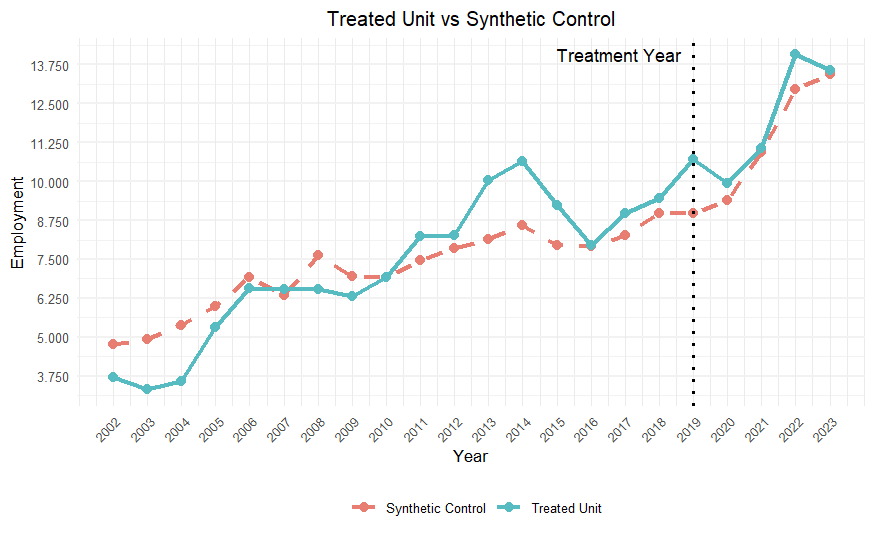 Treated Unit vs Synthetic Control
Treatment Year
13.750
12.500
11.250
10.000
8.750
7.500
6.250
5.000
3.750
Employment
2002 2003 2004 2005 2006 2007 2008 2009 2010 2011 2012 2013 2014 2015 2016 2017 2018 2019 2020 2021 2022 2023
Year
Synthetic Control Treated Unit